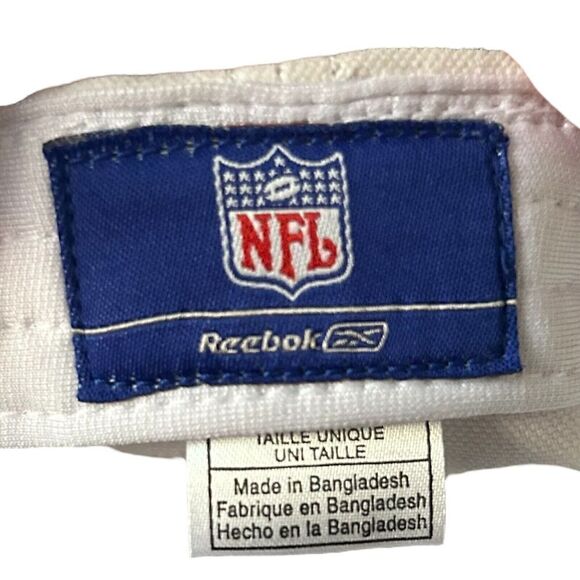 NFL
Reebok
TAILLE UNIQUE
UNI TAILLE
Made in Bangladesh
Fabrique en Bangladesh
Hecho en la Bangladesh